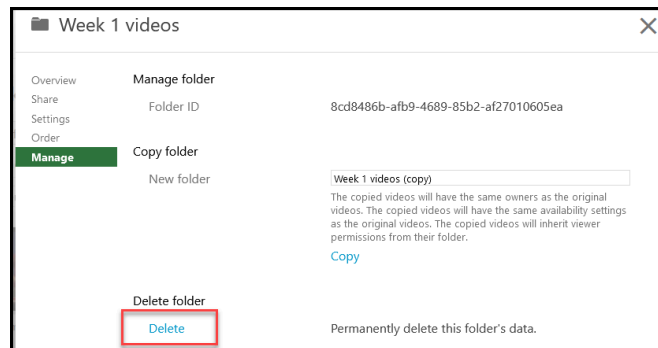 Week 1 videos
Overview
Share
Settings
Order
Manage
Manage folder
Folder ID
8cd8486b-afb9-4689-85b2-af27010605ea
Copy folder
New folder
Week 1 videos (copy)
The copied videos will have the same owners as the original
videos. The copied videos will have the same availability settings
as the original videos. The copied videos will inherit viewer
permissions from their folder.
Copy
Delete folder
Delete
Permanently delete this folder's data.